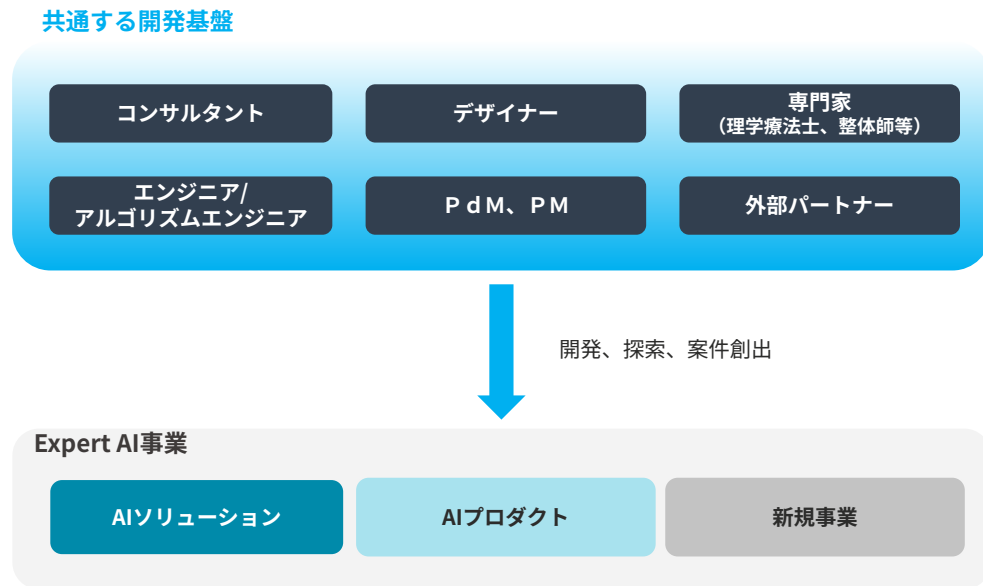 共通する開発基盤
コンサルタント
デザイナー
専門家
（理学療法士、整体師等）
エンジニア/
アルゴリズムエンジニア
ＰｄＭ、ＰＭ
外部パートナー
開発、探索、案件創出
Expert AI事業
AIソリューション
AIプロダクト
新規事業